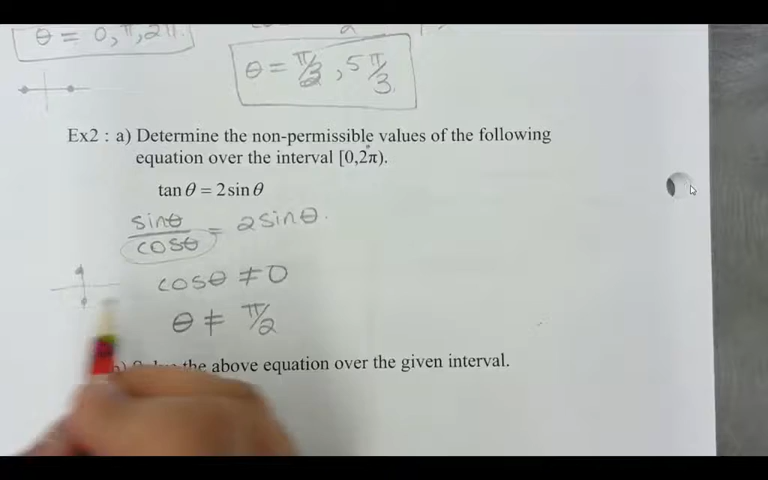 θ = 0, π, 2π.
θ = π/3, 5π/3.
Ex2 : a) Determine the non-permissible values of the following
equation over the interval [0,2π).
tan θ = 2 sin θ
sinθ/cosθ = 2sinθ.
cosθ ≠ 0
θ ≠ π/2
the above equation over the given interval.